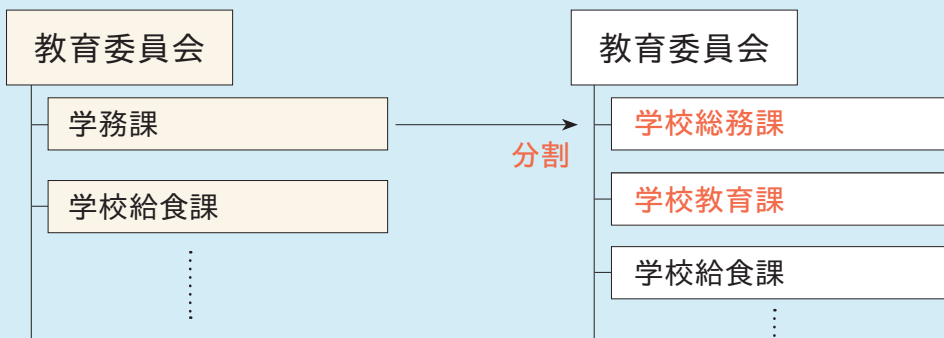 教育委員会
学務課
学校給食課
分割
教育委員会
学校総務課
学校教育課
学校給食課